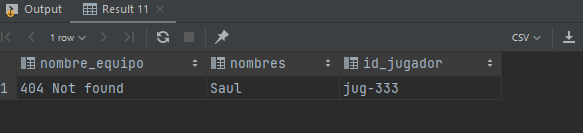 Output Result 11
1 row CSV
nombre_equipo nombres id_jugador
1 404 Not found Saul jug-333